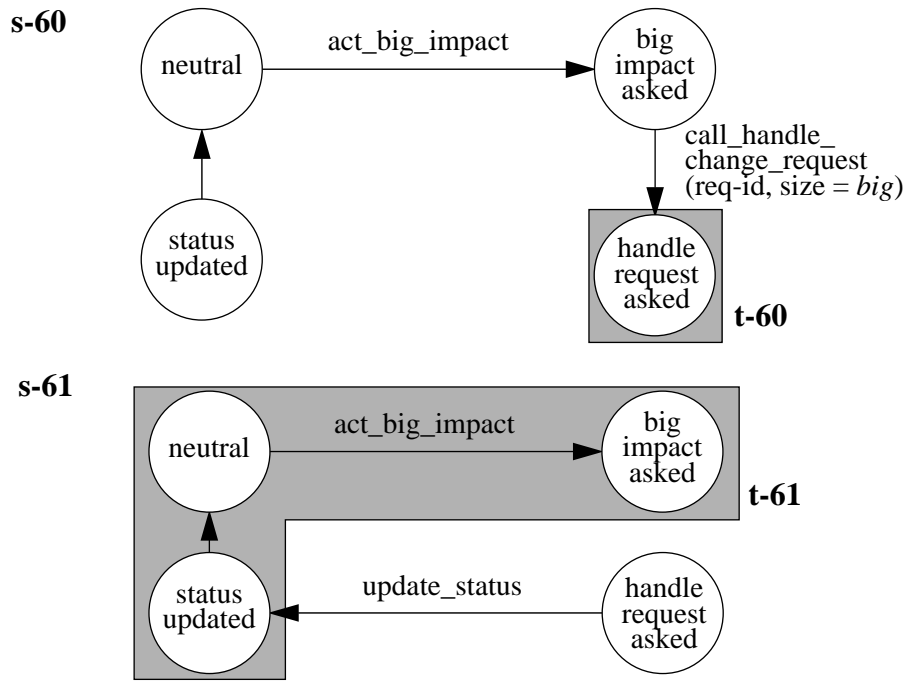 s-60
neutral
act_big_impact
big
impact
asked
call_handle_
change_request
(req-id, size = big)
status
updated
handle
request
asked
t-60
s-61
neutral
act_big_impact
big
impact
asked
t-61
status
updated
update_status
handle
request
asked